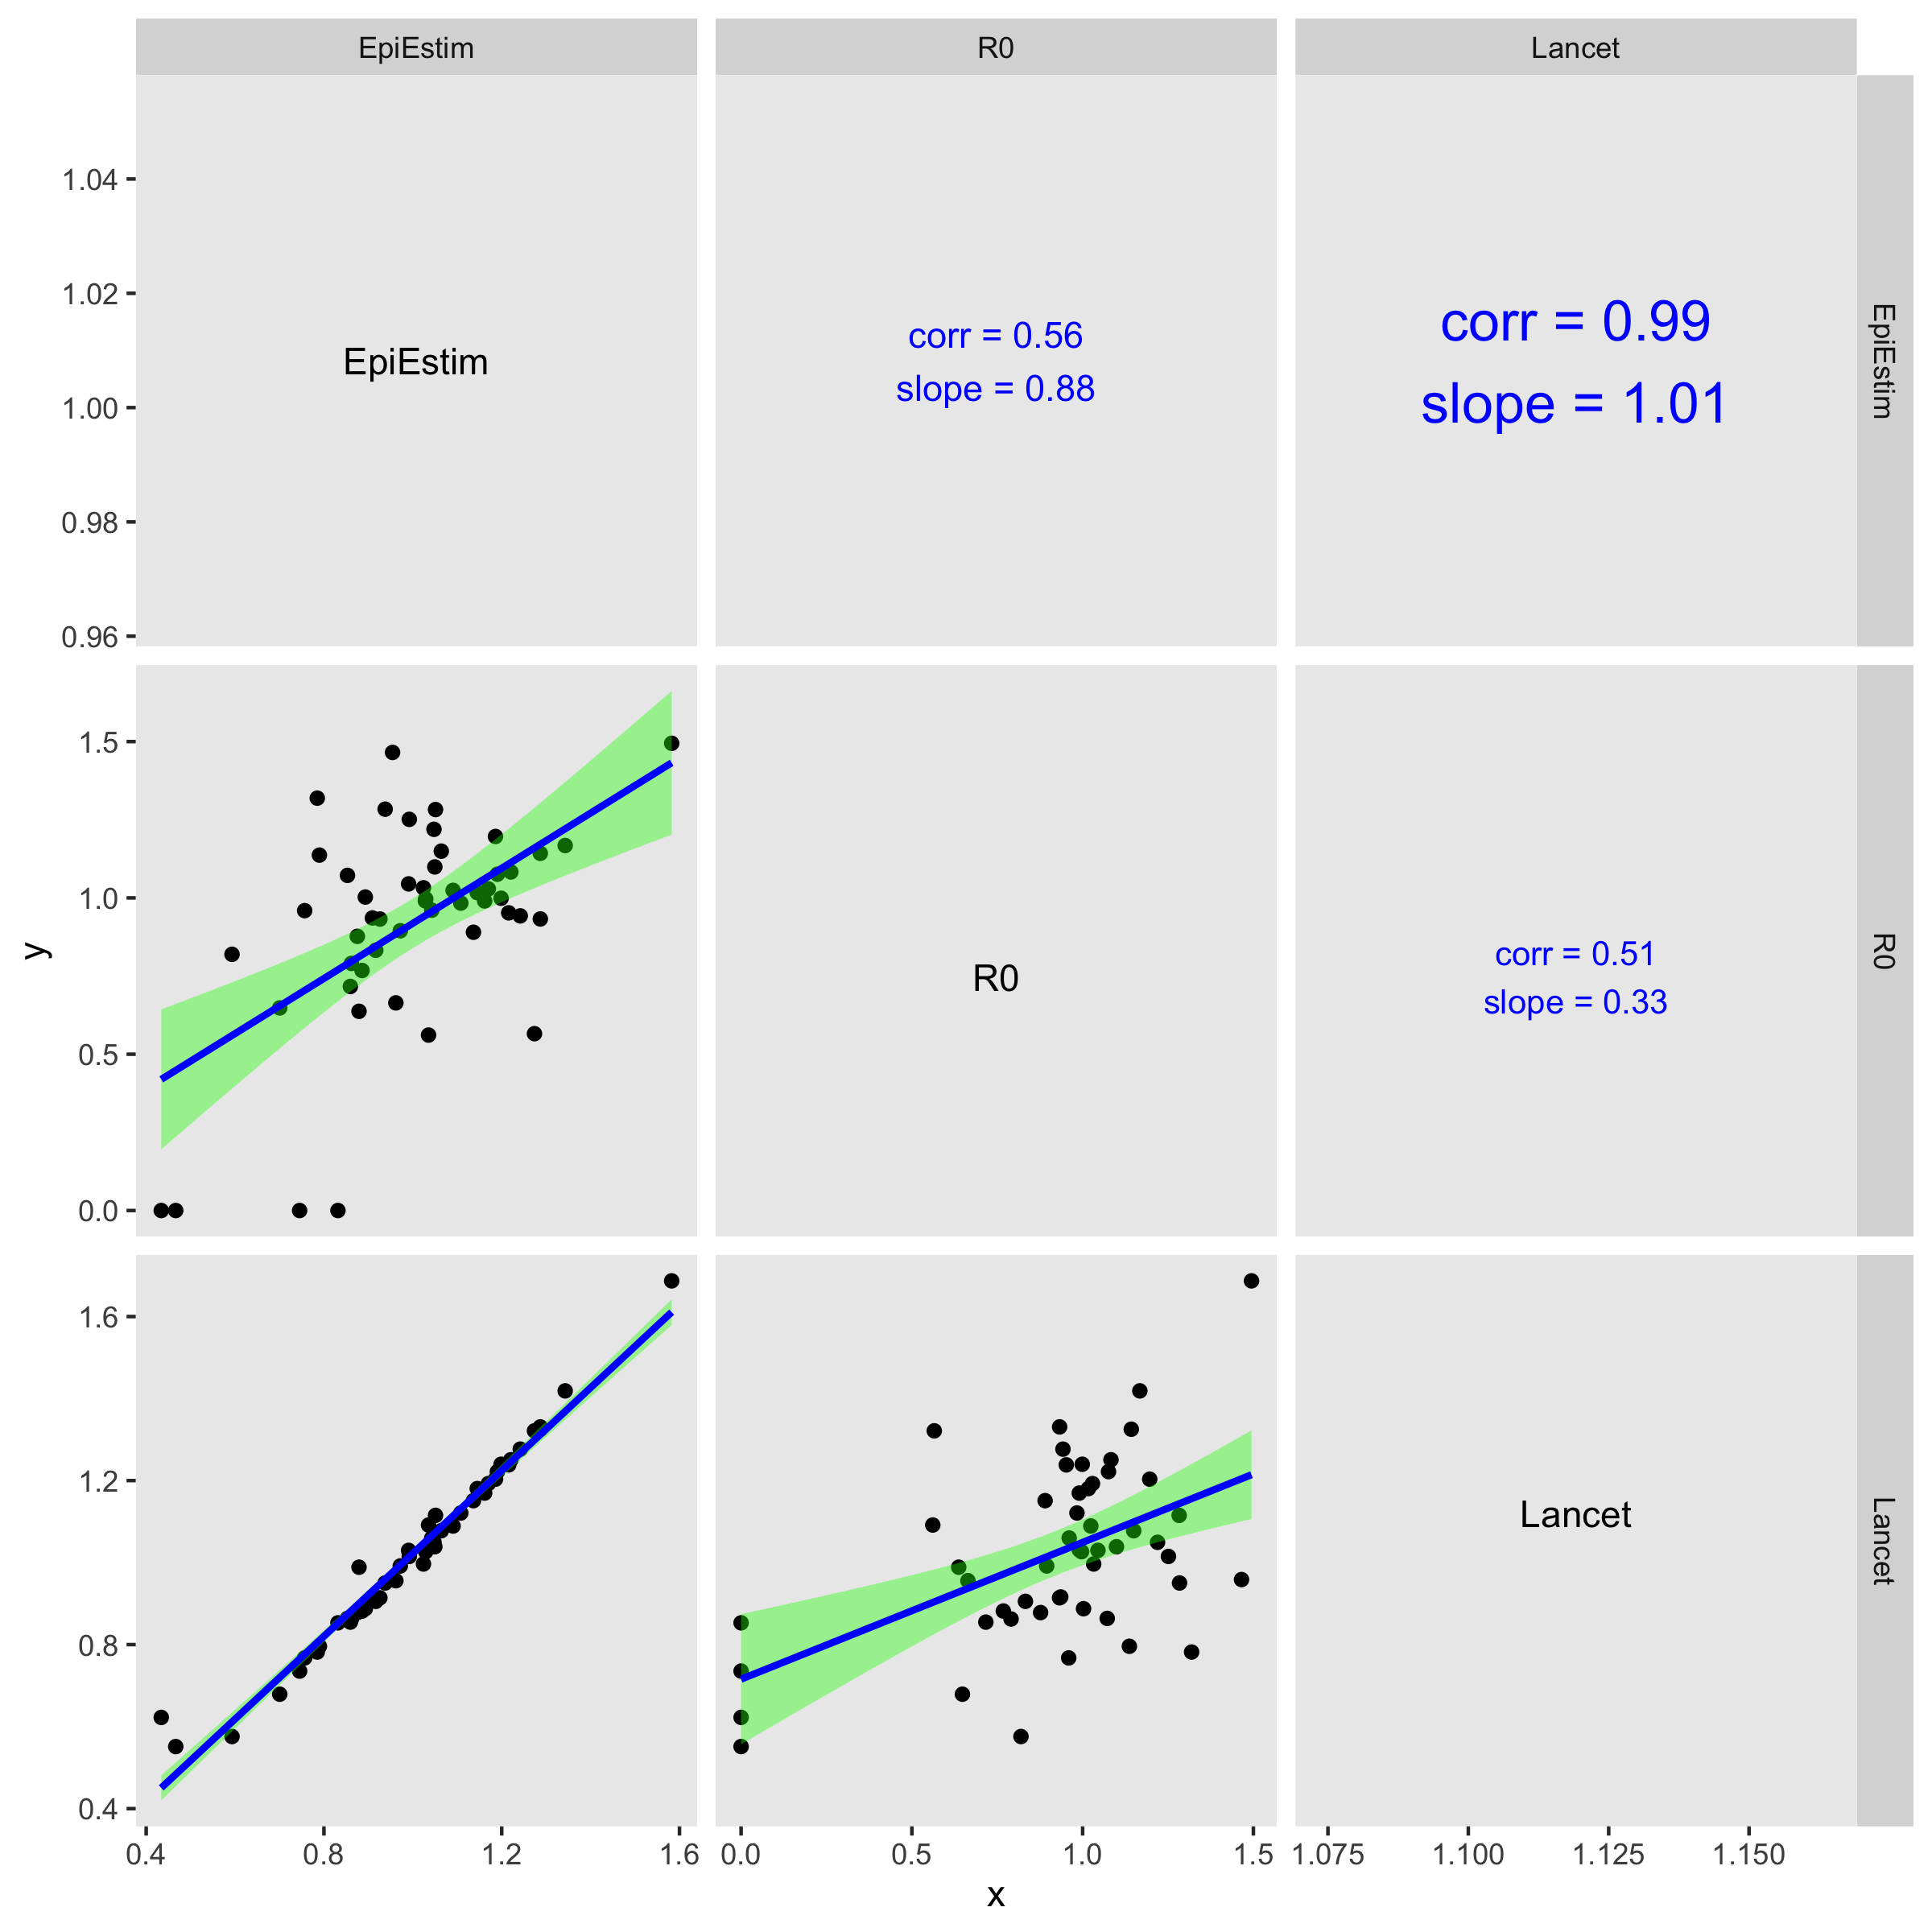 EpiEstim
R0
Lancet
1.04
1.02
1.00
0.98
0.96
EpiEstim
corr = 0.56
slope = 0.88
corr = 0.99
slope = 1.01
EpiEstim
y
1.5
1.0
0.5
0.0
R0
corr = 0.51
slope = 0.33
R0
1.6
1.2
0.8
0.4
Lancet
Lancet
0.4 0.8 1.2 1.6
0.0 0.5 1.0 1.5
1.075 1.100 1.125 1.150
x